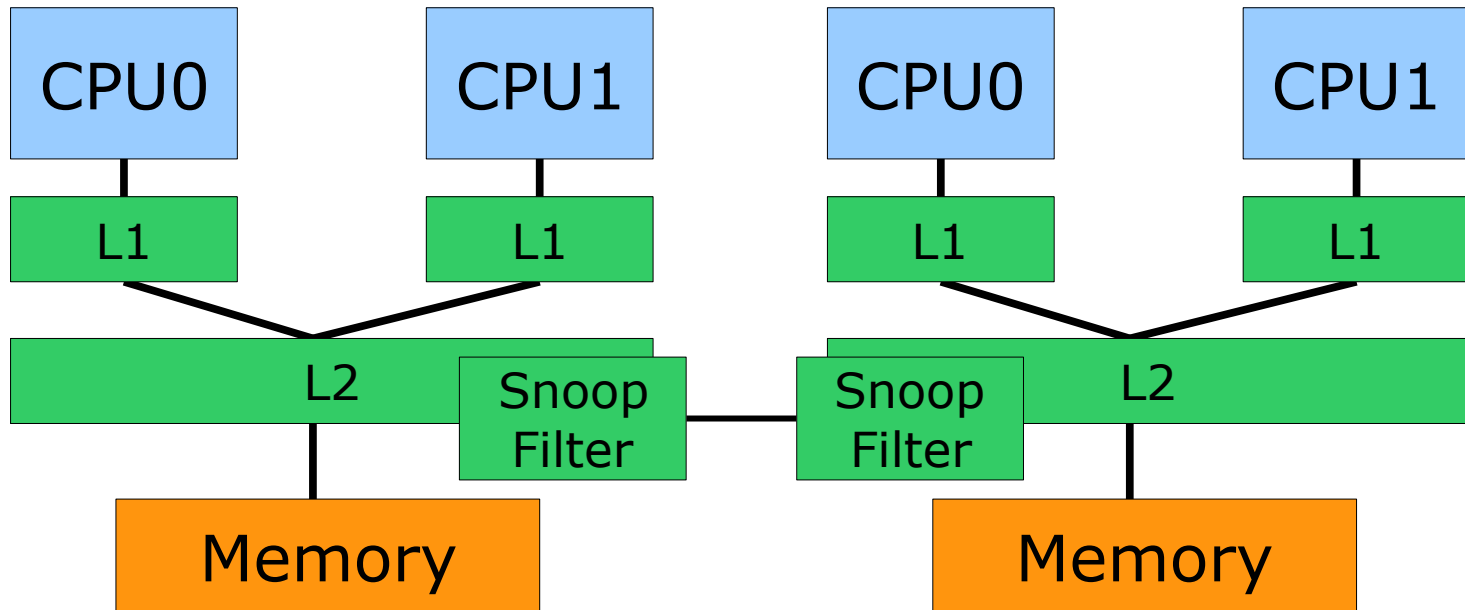 CPU0
CPU1
CPU0
CPU1
L1
L1
L1
L1
L2
Snoop
Filter
Snoop
Filter
L2
Memory
Memory